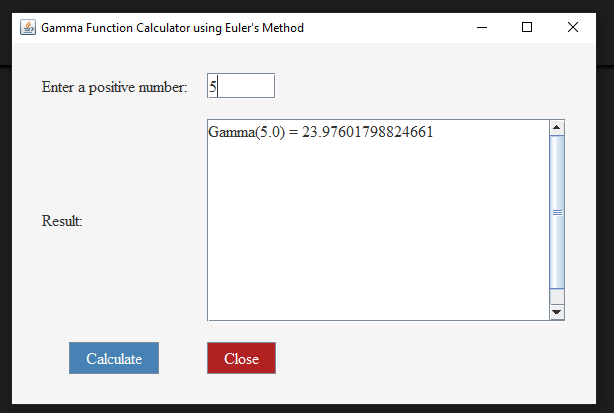 Gamma Function Calculator using Euler's Method
Enter a positive number:
5
Gamma(5.0) = 23.97601798824661
Result:
Calculate
Close